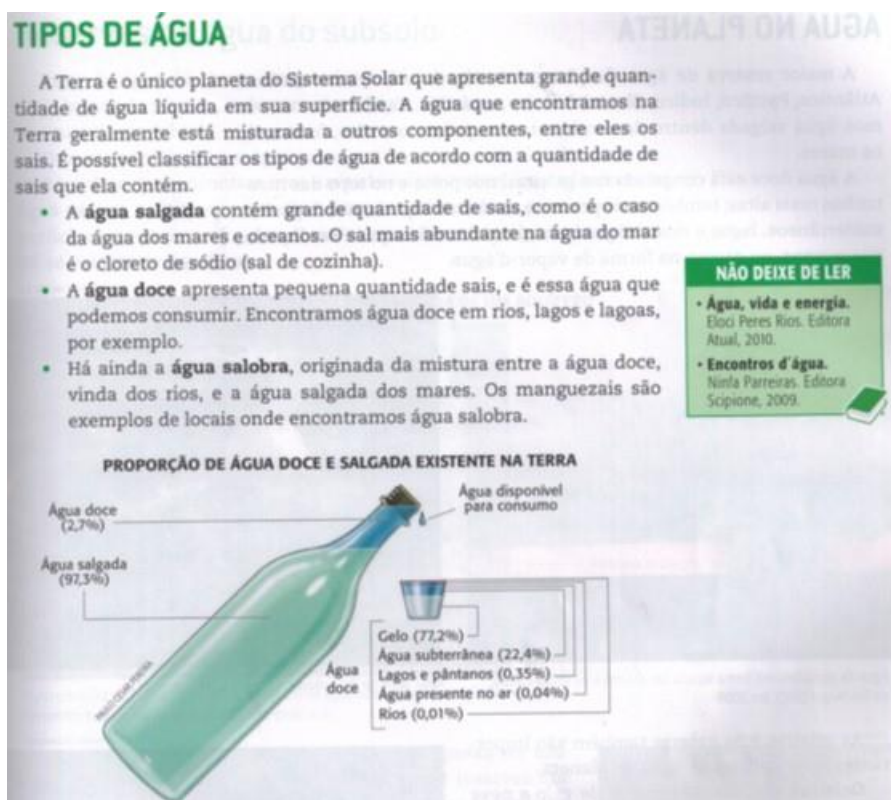 TIPOS DE ÁGUA
A Terra é o único planeta do Sistema Solar que apresenta grande quan-
tidade de água líquida em sua superfície. A água que encontramos na
Terra geralmente está misturada a outros componentes, entre eles os
sais. É possível classificar os tipos de água de acordo com a quantidade de
sais que ela contém.
• A água salgada contém grande quantidade de sais, como é o caso
da água dos mares e oceanos. O sal mais abundante na água do mar
é o cloreto de sódio (sal de cozinha).
• A água doce apresenta pequena quantidade sais, e é essa água que
podemos consumir. Encontramos água doce em rios, lagos e lagoas,
por exemplo.
• Há ainda a água salobra, originada da mistura entre a água doce,
vinda dos rios, e a água salgada dos mares. Os manguezais são
exemplos de locais onde encontramos água salobra.
NÃO DEIXE DE LER
• Água, vida e energia.
Eloci Peres Rios. Editora
Atual, 2010.
• Encontros d'água.
Ninfa Parreiras. Editora
Scipione, 2009.
PROPORÇÃO DE ÁGUA DOCE E SALGADA EXISTENTE NA TERRA
Água doce
(2,7%)
Água disponível
para consumo
Água salgada
(97,3%)
Água
doce
Gelo (77,2%)
Água subterrânea (22,4%)
Lagos e pântanos (0,35%)
Água presente no ar (0,04%)
Rios (0,01%)